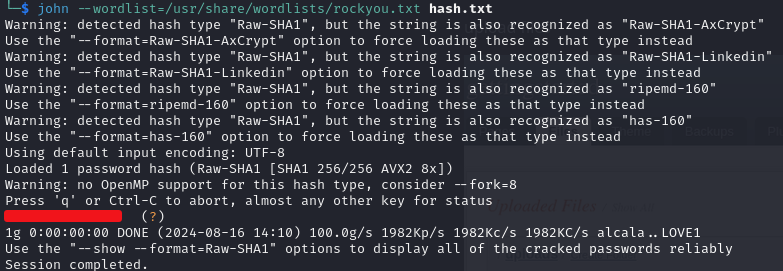 └─$ john --wordlist=/usr/share/wordlists/rockyou.txt hash.txt
Warning: detected hash type "Raw-SHA1", but the string is also recognized as "Raw-SHA1-AxCrypt"
Use the "--format=Raw-SHA1-AxCrypt" option to force loading these as that type instead
Warning: detected hash type "Raw-SHA1", but the string is also recognized as "Raw-SHA1-Linkedin"
Use the "--format=Raw-SHA1-Linkedin" option to force loading these as that type instead
Warning: detected hash type "Raw-SHA1", but the string is also recognized as "ripemd-160"
Use the "--format=ripemd-160" option to force loading these as that type instead
Warning: detected hash type "Raw-SHA1", but the string is also recognized as "has-160"
Use the "--format=has-160" option to force loading these as that type instead
Using default input encoding: UTF-8
Loaded 1 password hash (Raw-SHA1 [SHA1 256/256 AVX2 8x])
Warning: no OpenMP support for this hash type, consider --fork=8
Press 'q' or Ctrl-C to abort, almost any other key for status
(?)
1g 0:00:00:00 DONE (2024-08-16 14:10) 100.0g/s 1982Kp/s 1982Kc/s 1982KC/s alcala..LOVE1
Use the "--show --format=Raw-SHA1" options to display all of the cracked passwords reliably
Session completed.
Backups
Uploaded Files